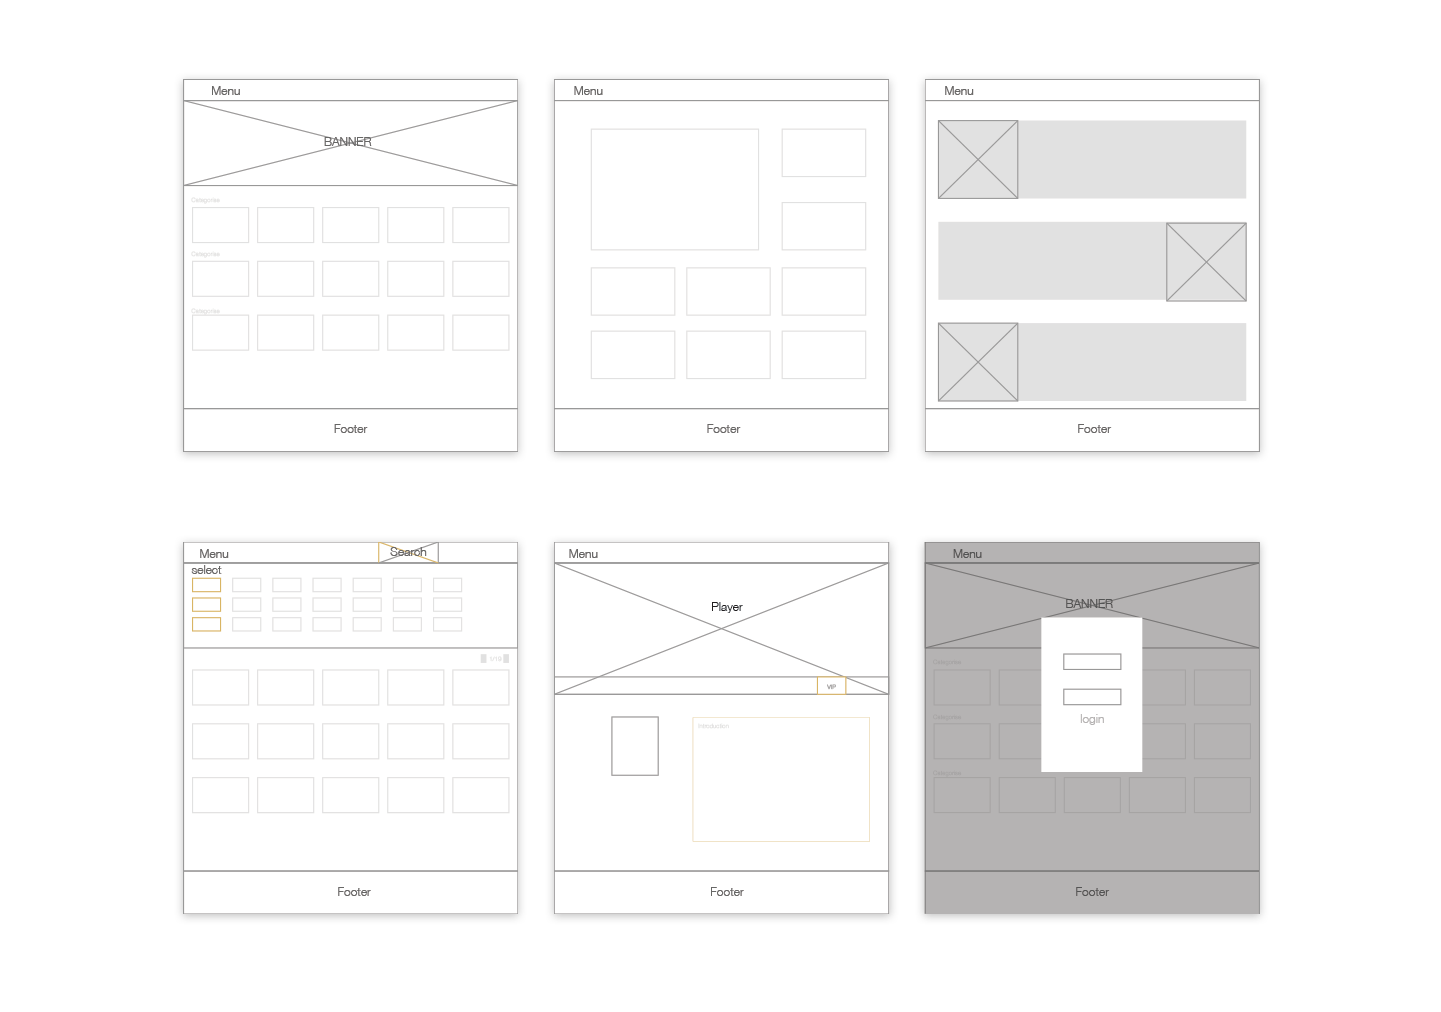 Menu
BANNER
Categories
Categories
Categories
Footer
Menu
Footer
Menu
Footer
Menu
Search
select
1/19
Footer
Menu
Player
VIP
Introduction
Footer
Menu
BANNER
Categories
Categories
Categories
login
Footer